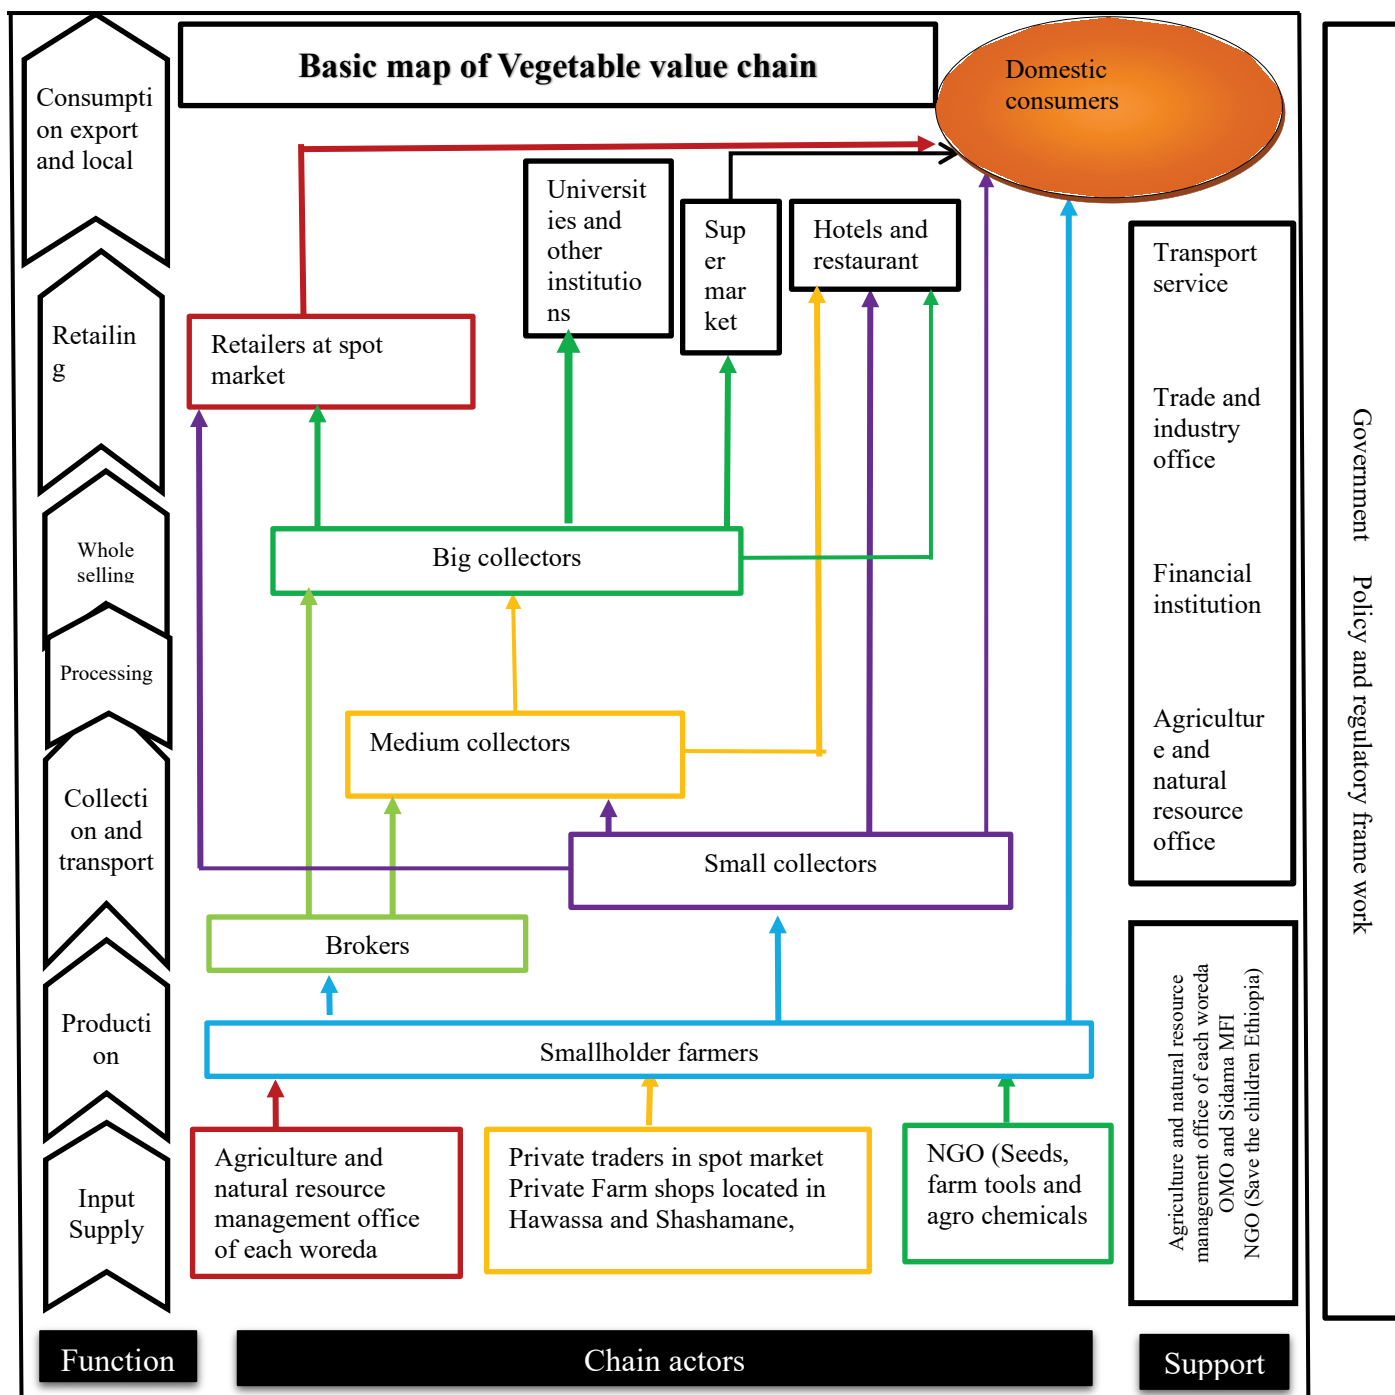 Basic map of Vegetable value chain
Domestic
consumers
Consumpti
on export
and local
Universit
ies and
other
institutio
ns
Sup
er
mar
ket
Hotels and
restaurant
Transport
service
Retailin
g
Retailers at spot
market
Trade and
industry
office
Whole
selling
Big collectors
Financial
institution
Processing
Medium collectors
Agricultur
e and
natural
resource
office
Collecti
on and
transport
Small collectors
Brokers
Producti
on
Smallholder farmers
Agriculture and natural resource
management office of each woreda
OMO and Sidama MFI
NGO (Save the children Ethiopia)
Input
Supply
Agriculture and
natural resource
management office
of each woreda
Private traders in spot market
Private Farm shops located in
Hawassa and Shashamane,
NGO (Seeds,
farm tools and
agro chemicals
Government Policy and regulatory frame work
Function
Chain actors
Support